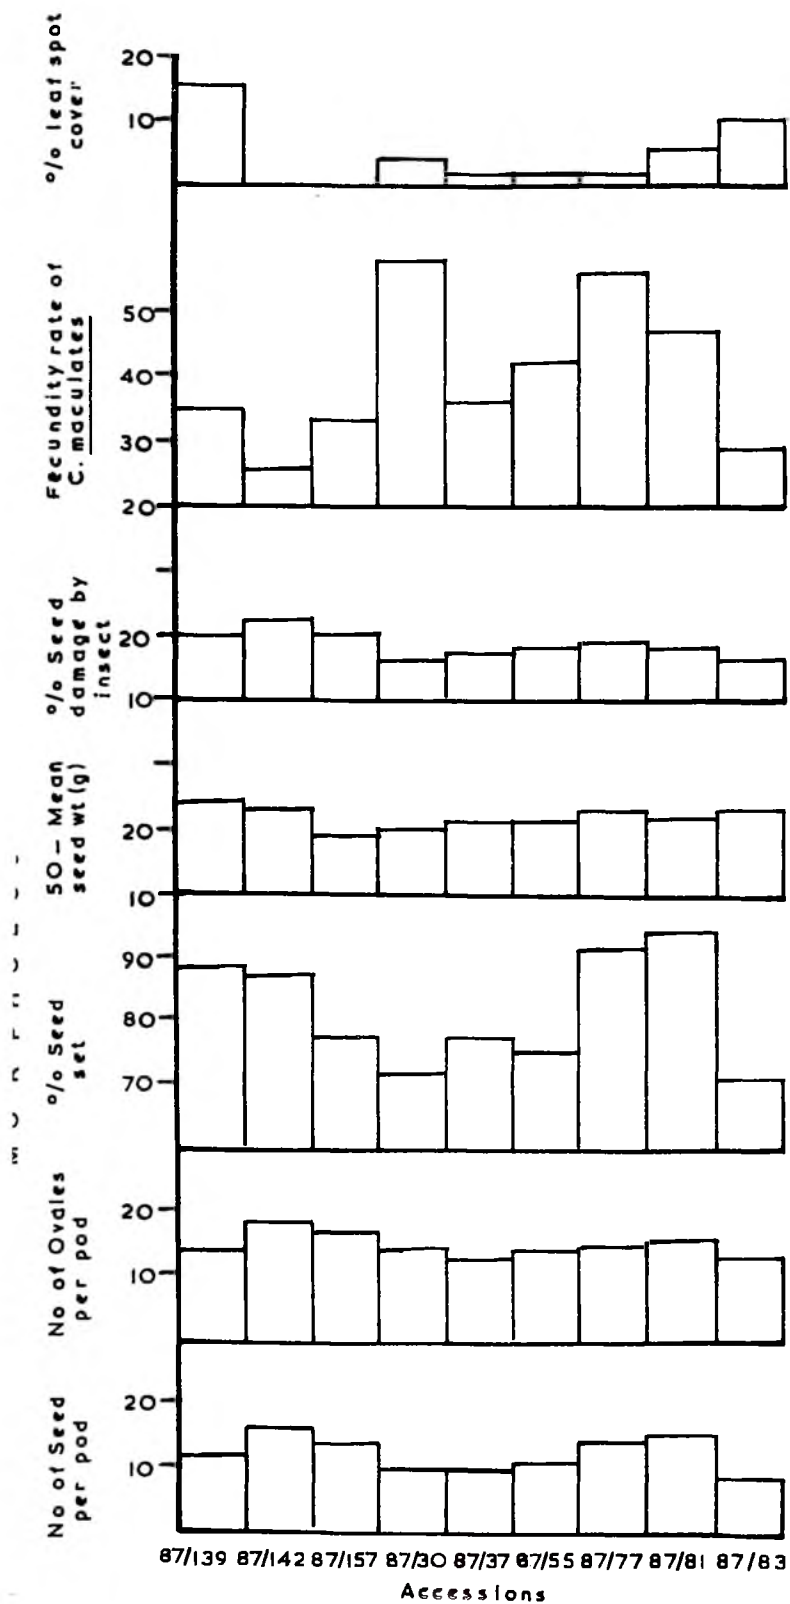 % leaf spot
cover
20
10
Fecundity rate of
C. maculates
50
40
30
20
% Seed
damage by
insect
20
10
50 – Mean
seed wt (g)
20
10
% Seed
set
90
80
70
No of Ovales
per pod
20
10
No of Seed
per pod
20
10
87/139 87/142 87/157 87/30 87/37 87/55 87/77 87/81 87/83
Accessions